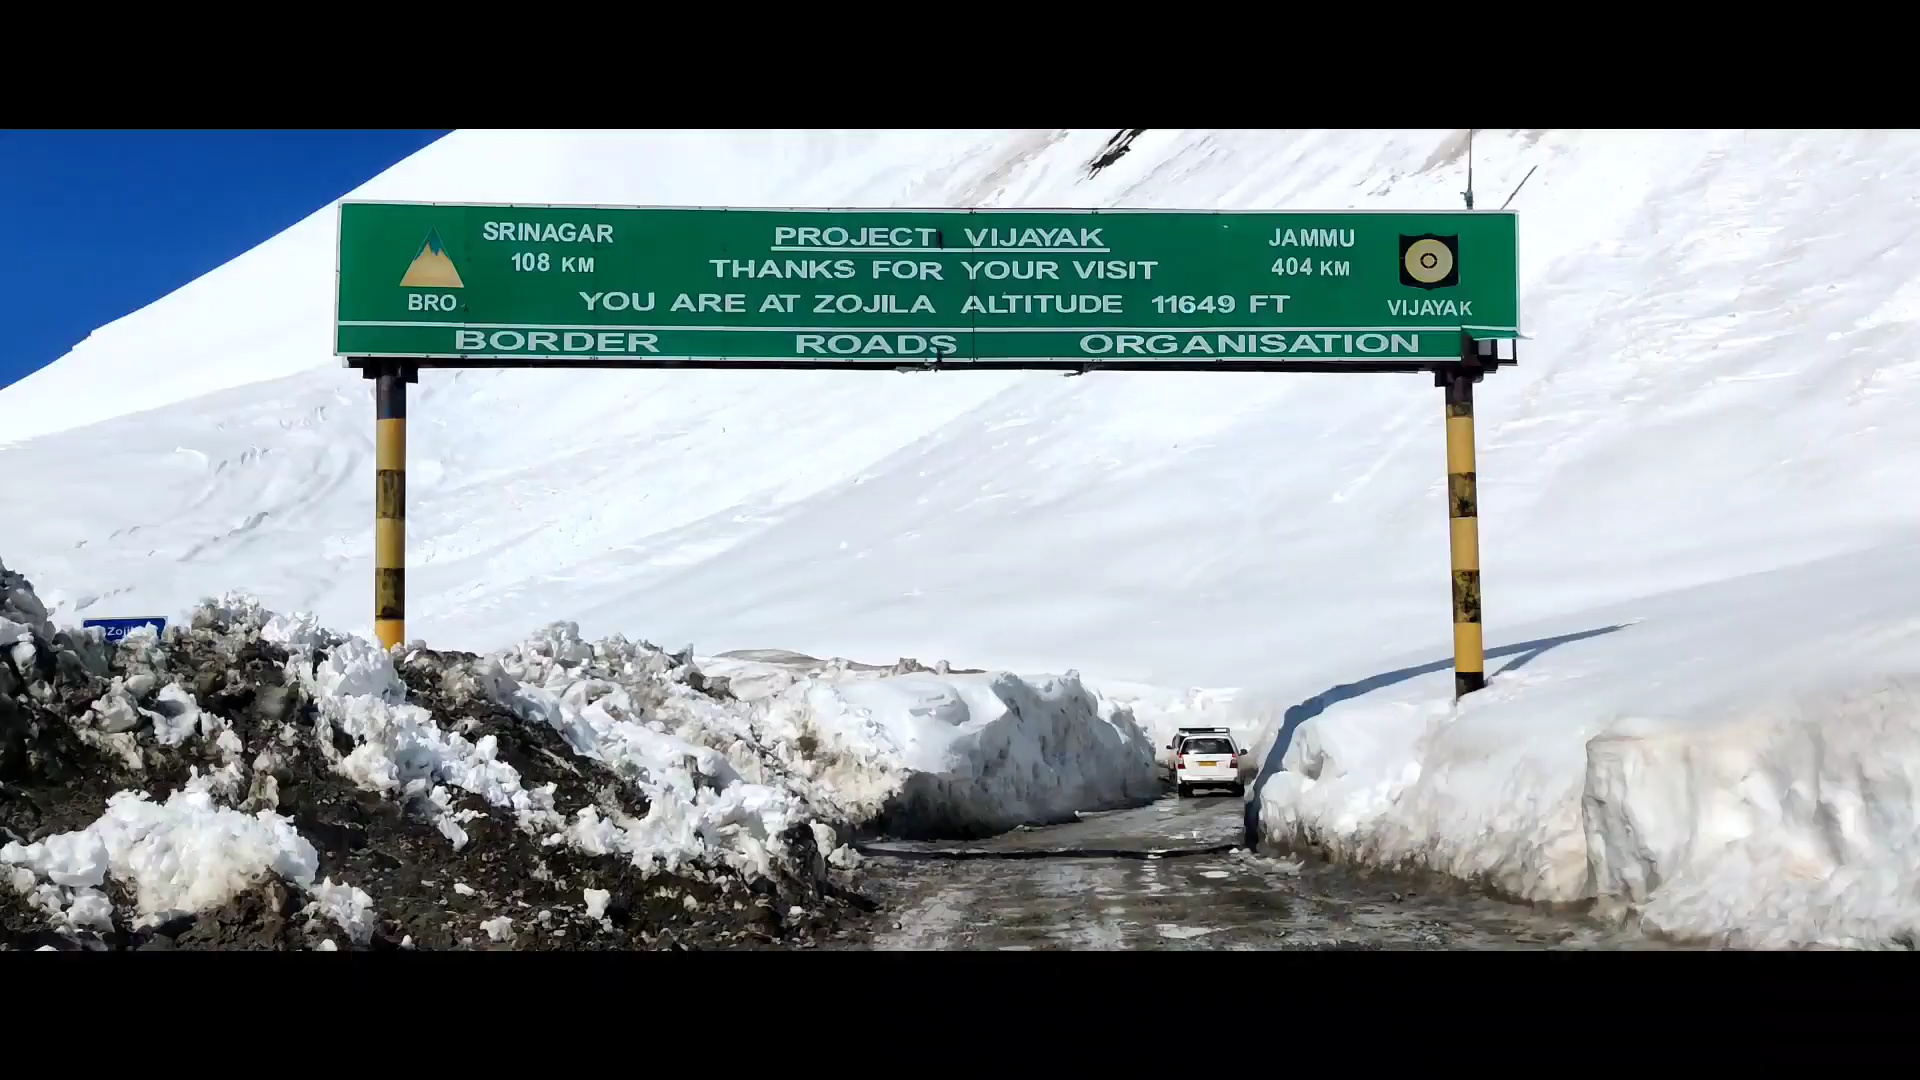 SRINAGAR
108 KM
PROJECT VIJAYAK
THANKS FOR YOUR VISIT
YOU ARE AT ZOJILA ALTITUDE 11649 FT
JAMMU
404 KM
BRO
VIJAYAK
BORDER ROADS ORGANISATION